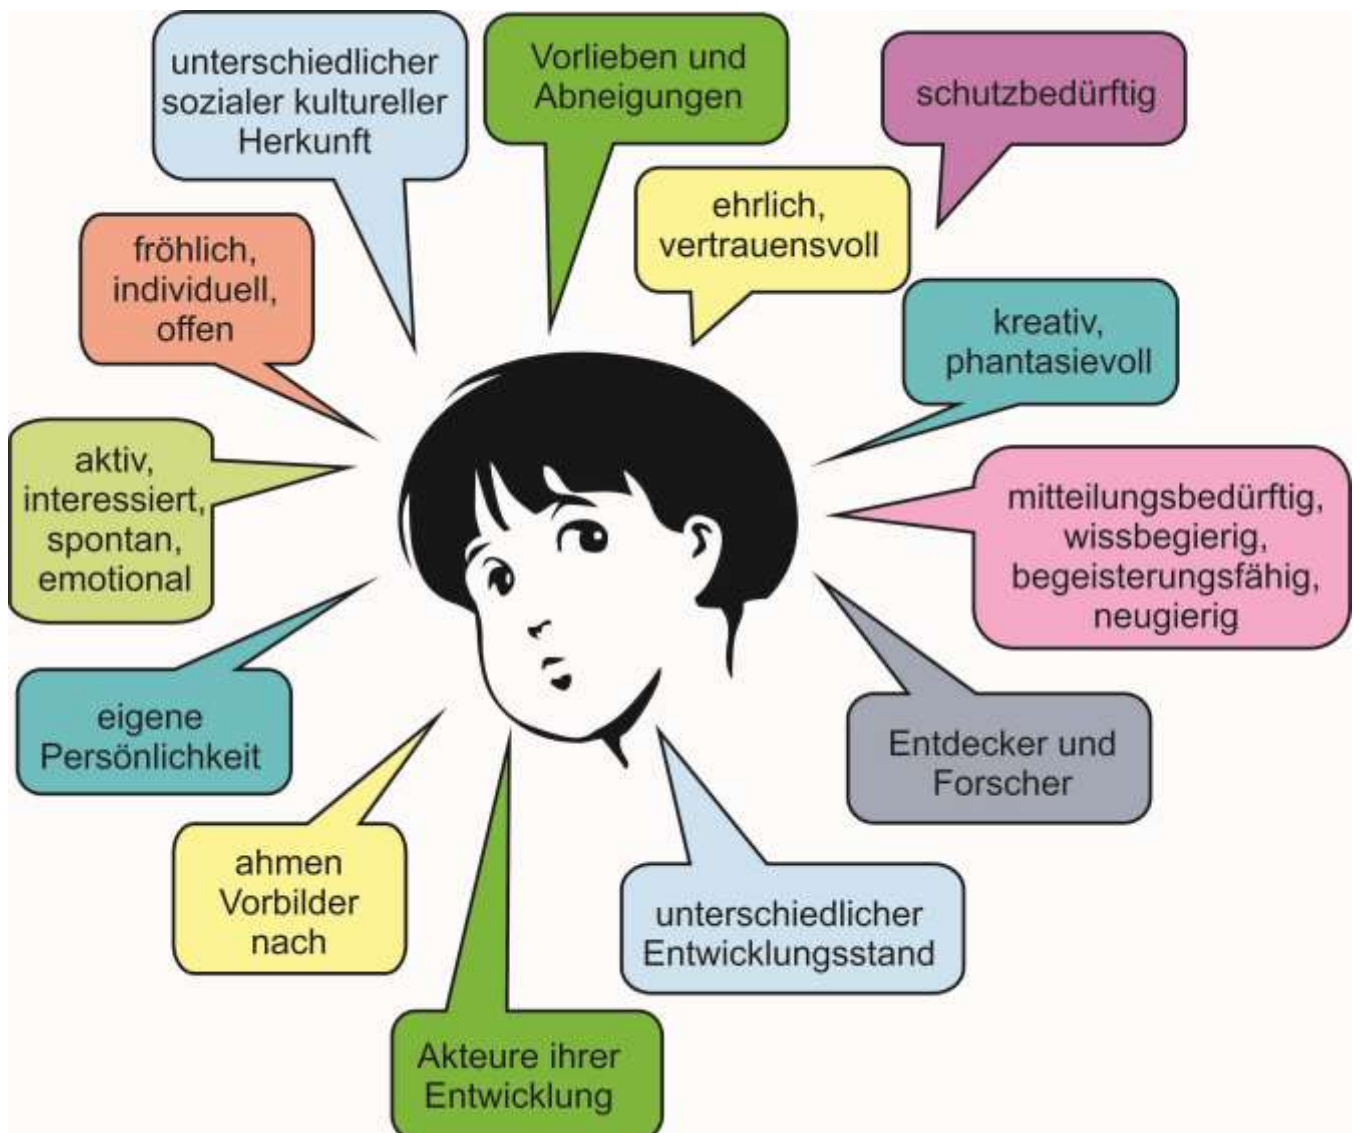 unterschiedlicher
sozialer kultureller
Herkunft
Vorlieben und
Abneigungen
schutzbedürftig
ehrlich,
vertrauensvoll
fröhlich,
individuell,
offen
kreativ,
phantasievoll
aktiv,
interessiert,
spontan,
emotional
mitteilungsbedürftig,
wissbegierig,
begeisterungsfähig,
neugierig
eigene
Persönlichkeit
Entdecker und
Forscher
ahmen
Vorbilder
nach
unterschiedlicher
Entwicklungsstand
Akteure ihrer
Entwicklung